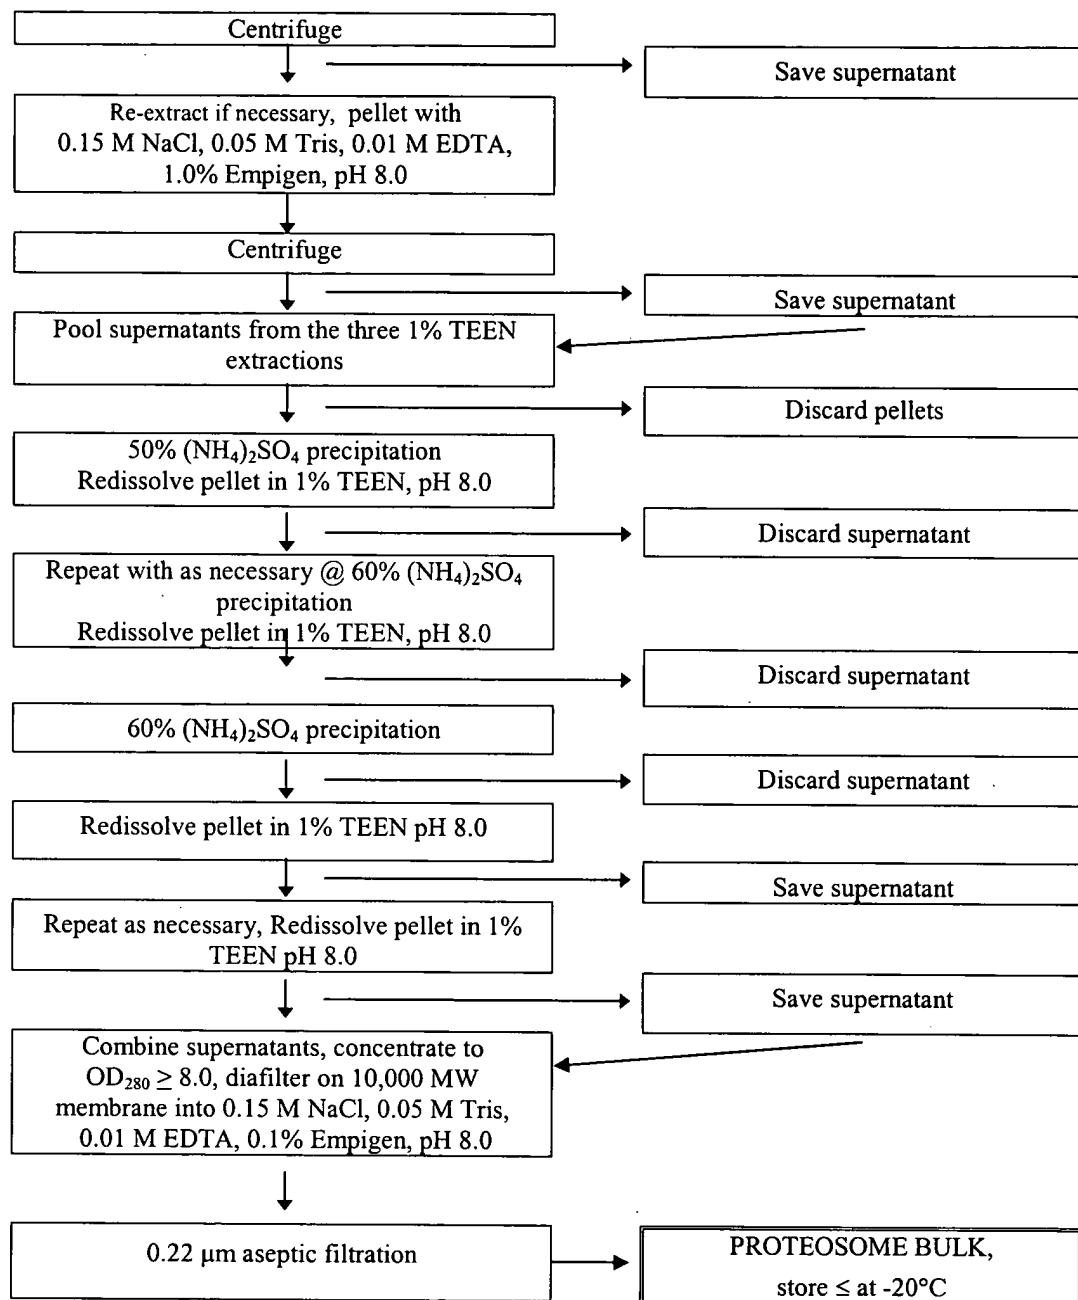 Centrifuge
Save supernatant
Re-extract if necessary, pellet with
0.15 M NaCl, 0.05 M Tris, 0.01 M EDTA,
1.0% Empigen, pH 8.0
Centrifuge
Save supernatant
Pool supernatants from the three 1% TEEN
extractions
Discard pellets
50% (NH₄)₂SO₄ precipitation
Redissolve pellet in 1% TEEN, pH 8.0
Discard supernatant
Repeat with as necessary @ 60% (NH₄)₂SO₄
precipitation
Redissolve pellet in 1% TEEN, pH 8.0
Discard supernatant
60% (NH₄)₂SO₄ precipitation
Discard supernatant
Redissolve pellet in 1% TEEN pH 8.0
Save supernatant
Repeat as necessary, Redissolve pellet in 1%
TEEN pH 8.0
Save supernatant
Combine supernatants, concentrate to
OD₂₈₀ ≥ 8.0, diafilter on 10,000 MW
membrane into 0.15 M NaCl, 0.05 M Tris,
0.01 M EDTA, 0.1% Empigen, pH 8.0
0.22 µm aseptic filtration
PROTEOSOME BULK,
store ≤ at -20°C